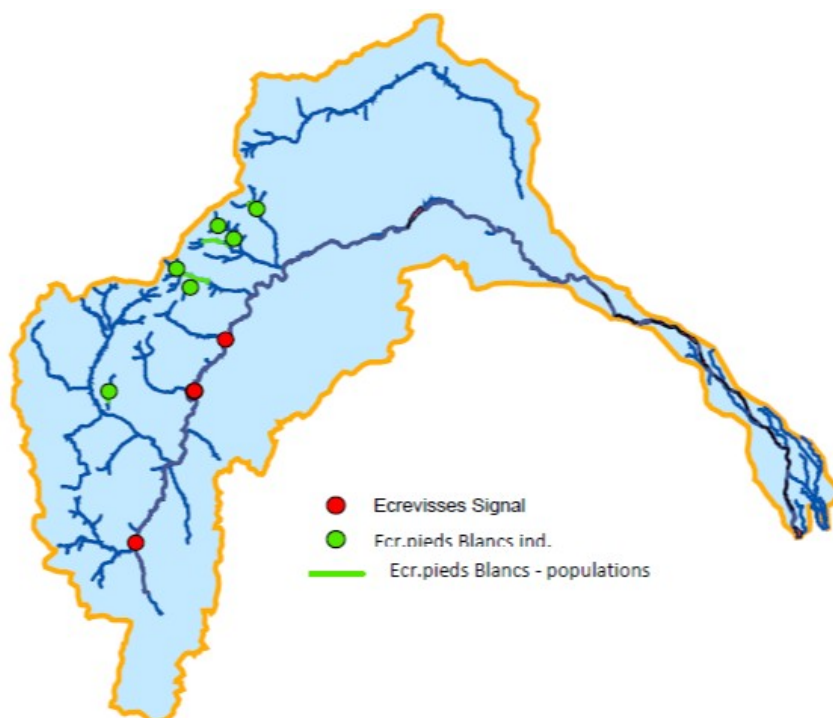 Ecrevisses Signal
Ecr.pieds Blancs ind.
Ecr.pieds Blancs - populations